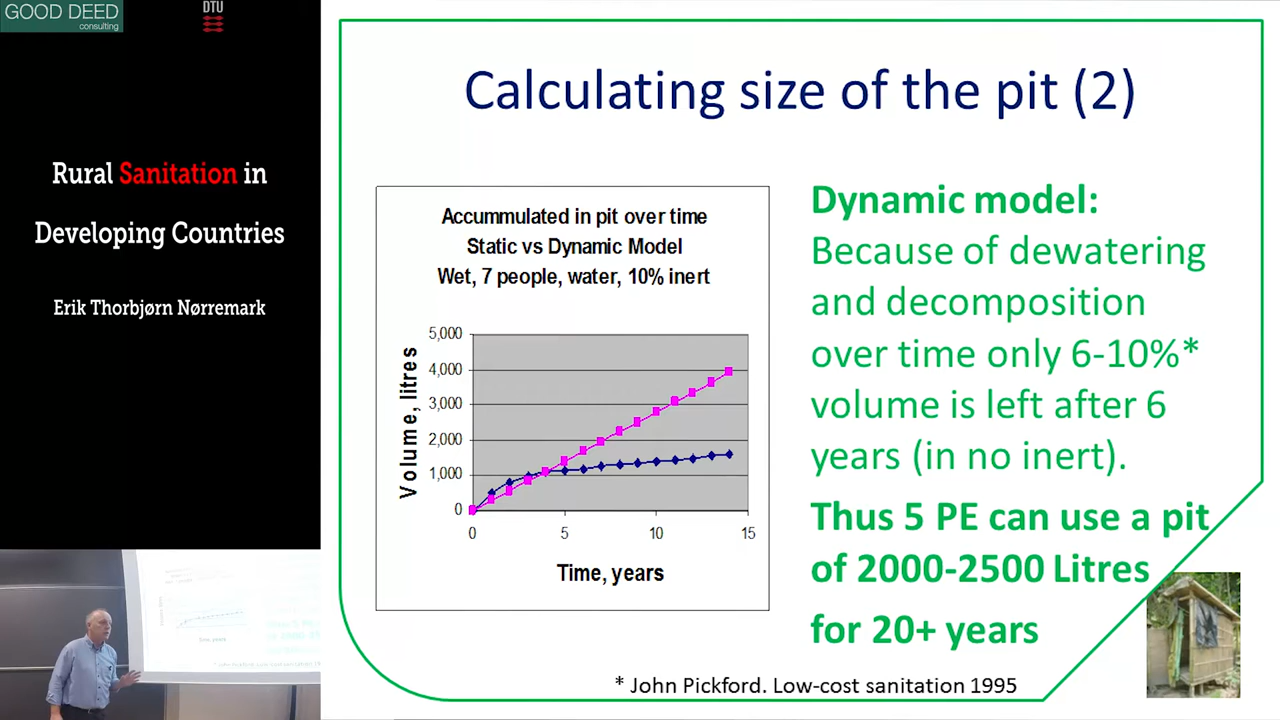 GOOD DEED
consulting
DTU
Rural Sanitation in
Developing Countries
Erik Thorbjørn Nørremark
Calculating size of the pit (2)
Accummulated in pit over time
Static vs Dynamic Model
Wet, 7 people, water, 10% inert
Volume, litres
5,000
4,000
3,000
2,000
1,000
0
0 5 10 15
Time, years
Dynamic model:
Because of dewatering
and decomposition
over time only 6-10%*
volume is left after 6
years (in no inert).
Thus 5 PE can use a pit
of 2000-2500 Litres
for 20+ years
* John Pickford. Low-cost sanitation 1995
Time, years